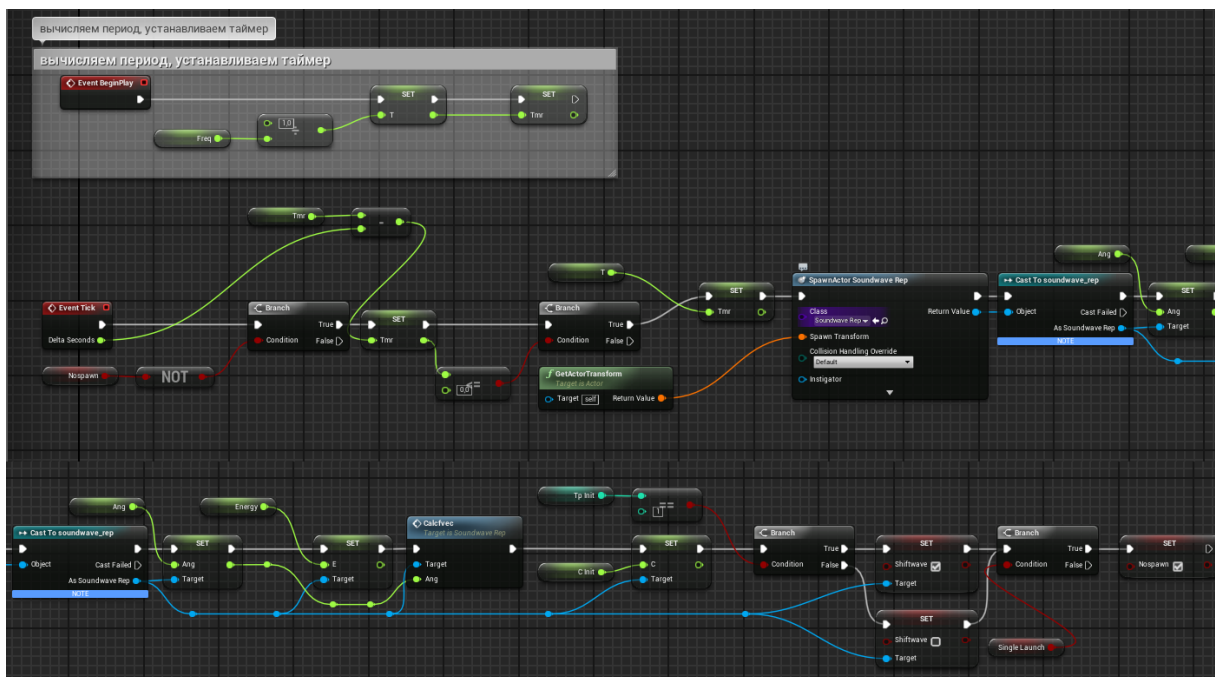 вычисляем период, устанавливаем таймер
вычисляем период, устанавливаем таймер
Event BeginPlay
SET
SET
1,0
T
Tmr
Freq
Tmr
-
T
Ang
SpawnActor Soundwave Rep
Cast To soundwave_rep
SET
SET
Event Tick
Branch
Branch
Class
Soundwave Rep
Return Value
Object
Cast Failed
Ang
SET
Tmr
Delta Seconds
Condition
True
False
Tmr
Condition
True
False
Spawn Transform
As Soundwave Rep
Target
NOTE
Collision Handling Override
Default
Nospawn
NOT
0,0
<=
GetActorTransform
Target is Actor
Target
self
Return Value
Instigator
Tp Init
1
==
Ang
Energy
Calcfvec
Target is Soundwave Rep
Cast To soundwave_rep
SET
SET
SET
Branch
SET
Branch
SET
Object
Cast Failed
Ang
E
Target
C Init
C
Condition
True
False
Shiftwave
Condition
True
False
Nospawn
As Soundwave Rep
Target
Target
Ang
Target
Target
NOTE
SET
Shiftwave
Target
Single Launch